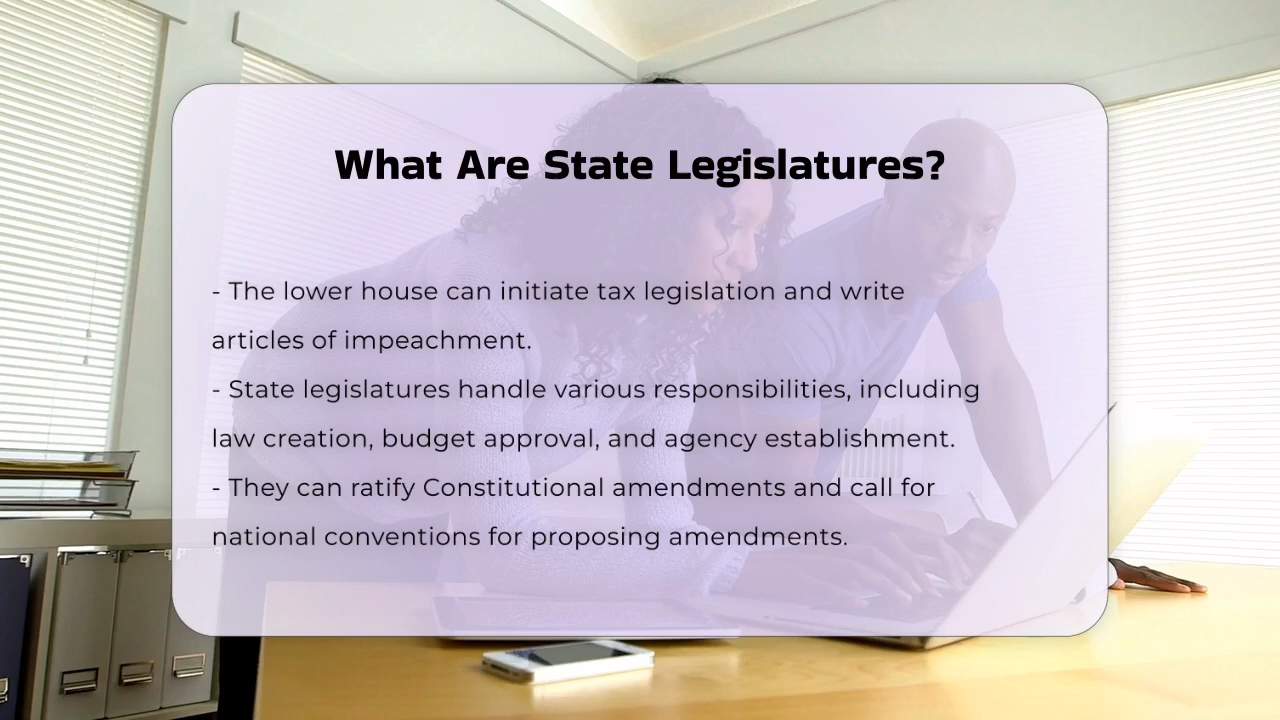 What Are State Legislatures?
- The lower house can initiate tax legislation and write
articles of impeachment.
- State legislatures handle various responsibilities, including
law creation, budget approval, and agency establishment.
- They can ratify Constitutional amendments and call for
national conventions for proposing amendments.